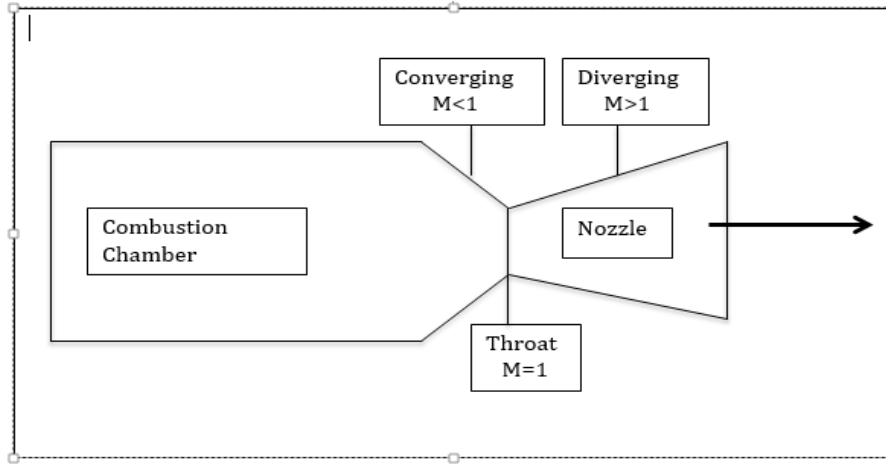 Converging
M<1
Diverging
M>1
Combustion
Chamber
Nozzle
Throat
M=1